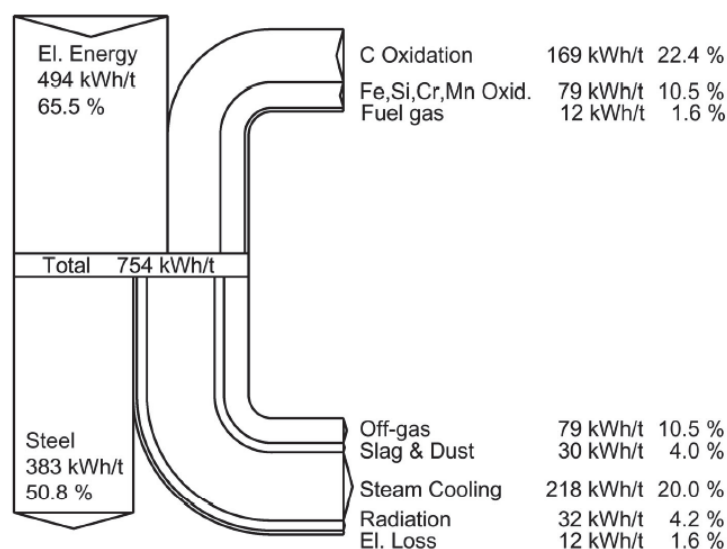 El. Energy
494 kWh/t
65.5 %
C Oxidation 169 kWh/t 22.4 %
Fe,Si,Cr,Mn Oxid. 79 kWh/t 10.5 %
Fuel gas 12 kWh/t 1.6 %
Total 754 kWh/t
Steel
383 kWh/t
50.8 %
Off-gas 79 kWh/t 10.5 %
Slag & Dust 30 kWh/t 4.0 %
Steam Cooling 218 kWh/t 20.0 %
Radiation 32 kWh/t 4.2 %
El. Loss 12 kWh/t 1.6 %